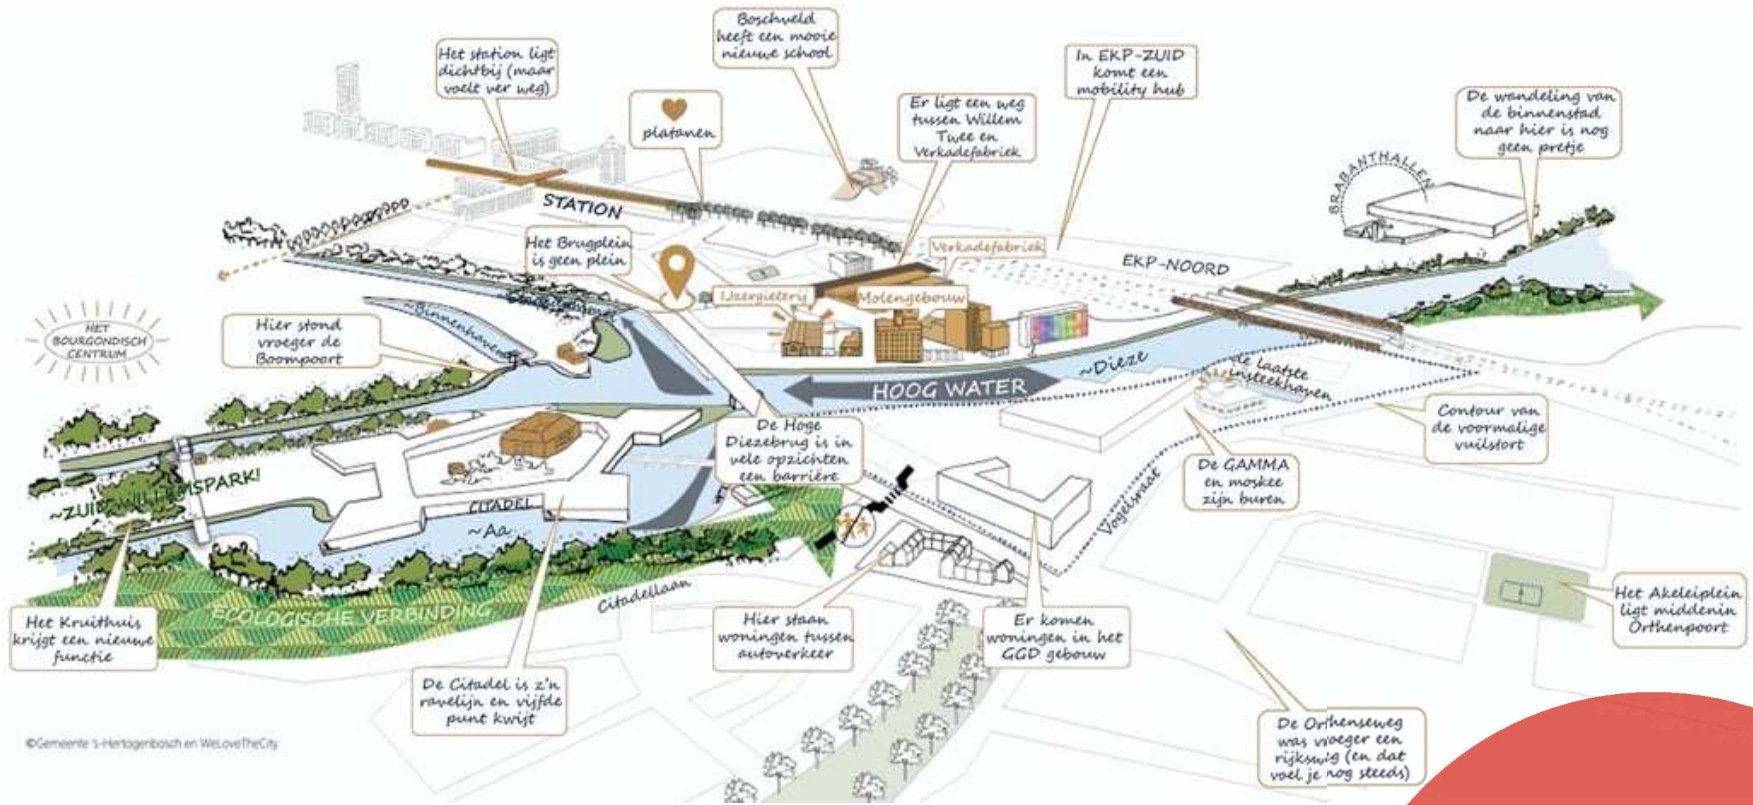 Boschveld
heeft een mooie
nieuwe school
Het station ligt
dichtbij (maar
voelt ver weg)
In EKP-ZUID
komt een
mobility hub
platanen
Er ligt een weg
tussen Willem
Twee en
Verkadefabriek
De wandeling van
de binnenstad
naar hier is nog
geen pretje
BRABANTHALLEN
STATION
Het Brugplein
is geen plein
Verkadefabriek
EKP-NOORD
IJzergieterij
Molengebouw
~Binnenhaven
HET
BOURGONDISCH
CENTRUM
Hier stond
vroeger de
Boompoort
HOOG WATER
~Dieze
de laatste
insteekhaven
De Hoge
Diezebrug is in
vele opzichten
een barrière
Contour van
de voormalige
vuilstort
De GAMMA
en moskee
zijn buren
CITADEL
~Aa
Vogelstraat
ECOLOGISCHE VERBINDING
Citadellaan
Het Kruithuis
krijgt een nieuwe
functie
Hier staan
woningen tussen
autoverkeer
Er komen
woningen in het
GGD gebouw
Het Akeleiplein
ligt middenin
Orthenpoort
De Citadel is z'n
ravelijn en vijfde
punt kwijt
De Orthenseweg
was vroeger een
rijksweg (en dat
voel je nog steeds)
©Gemeente 's-Hertogenbosch en WeLoveTheCity